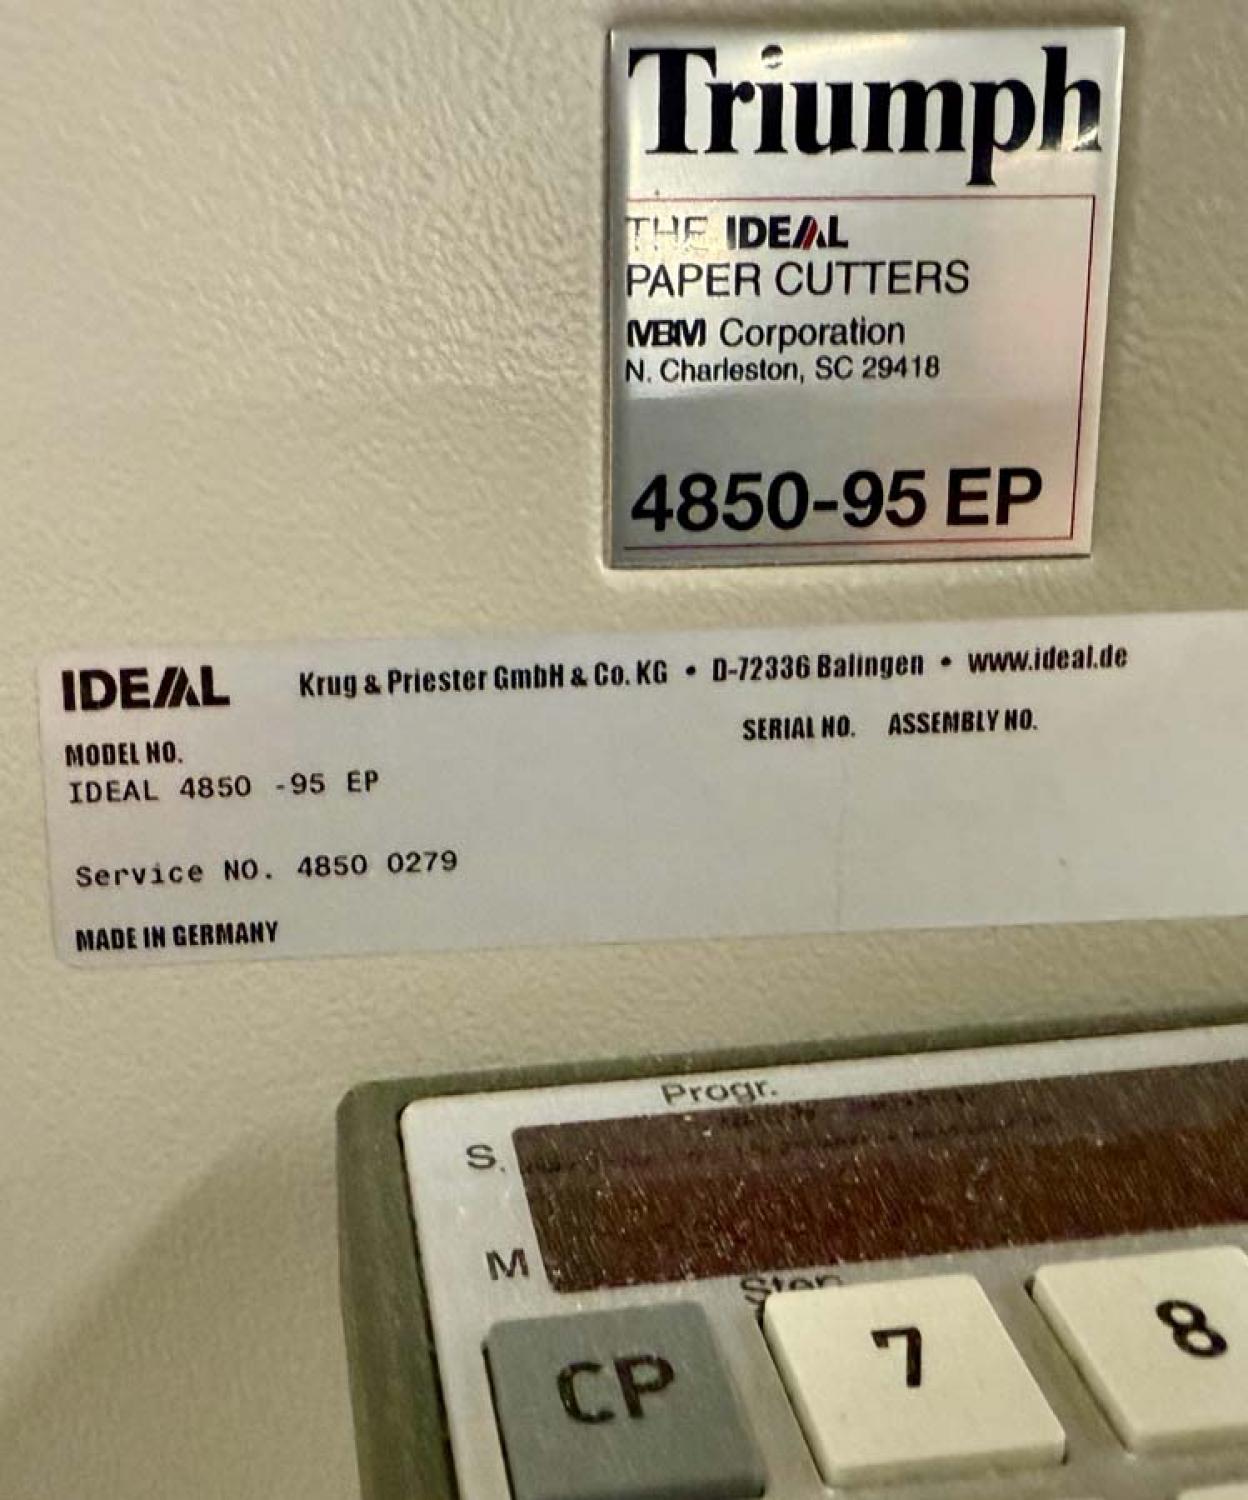 Triumph
THE IDEAL
PAPER CUTTERS
MBM Corporation
N. Charleston, SC 29418
4850-95 EP
IDEAL Krug & Priester GmbH & Co. KG • D-72336 Balingen • www.ideal.de
SERIAL NO. ASSEMBLY NO.
MODEL NO.
IDEAL 4850 -95 EP
Service NO. 4850 0279
MADE IN GERMANY
Progr.
S.
M
Step
CP 7 8